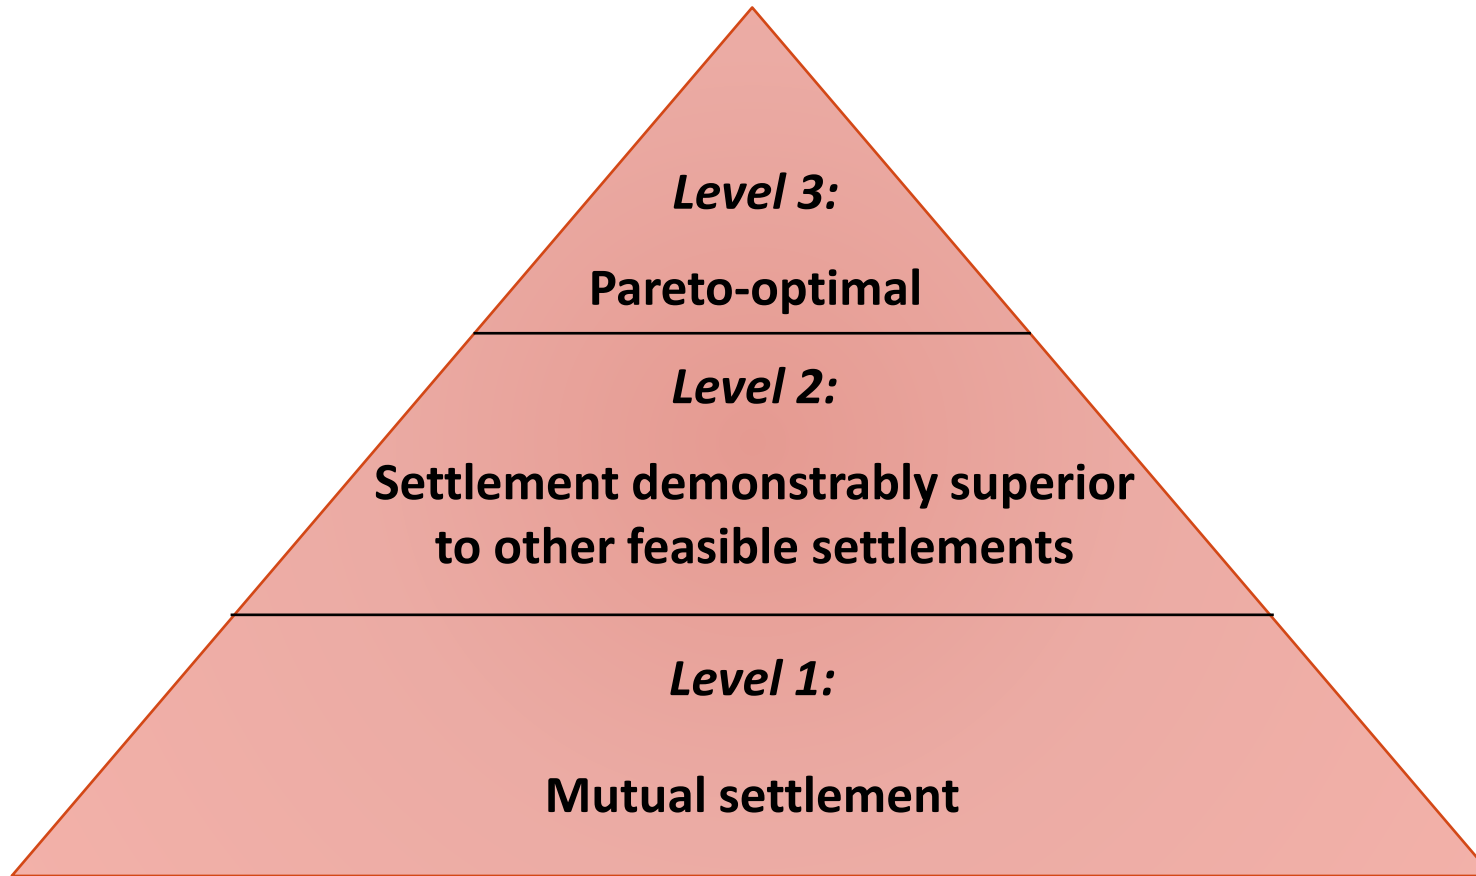 Level 3:
Pareto-optimal
Level 2:
Settlement demonstrably superior
to other feasible settlements
Level 1:
Mutual settlement